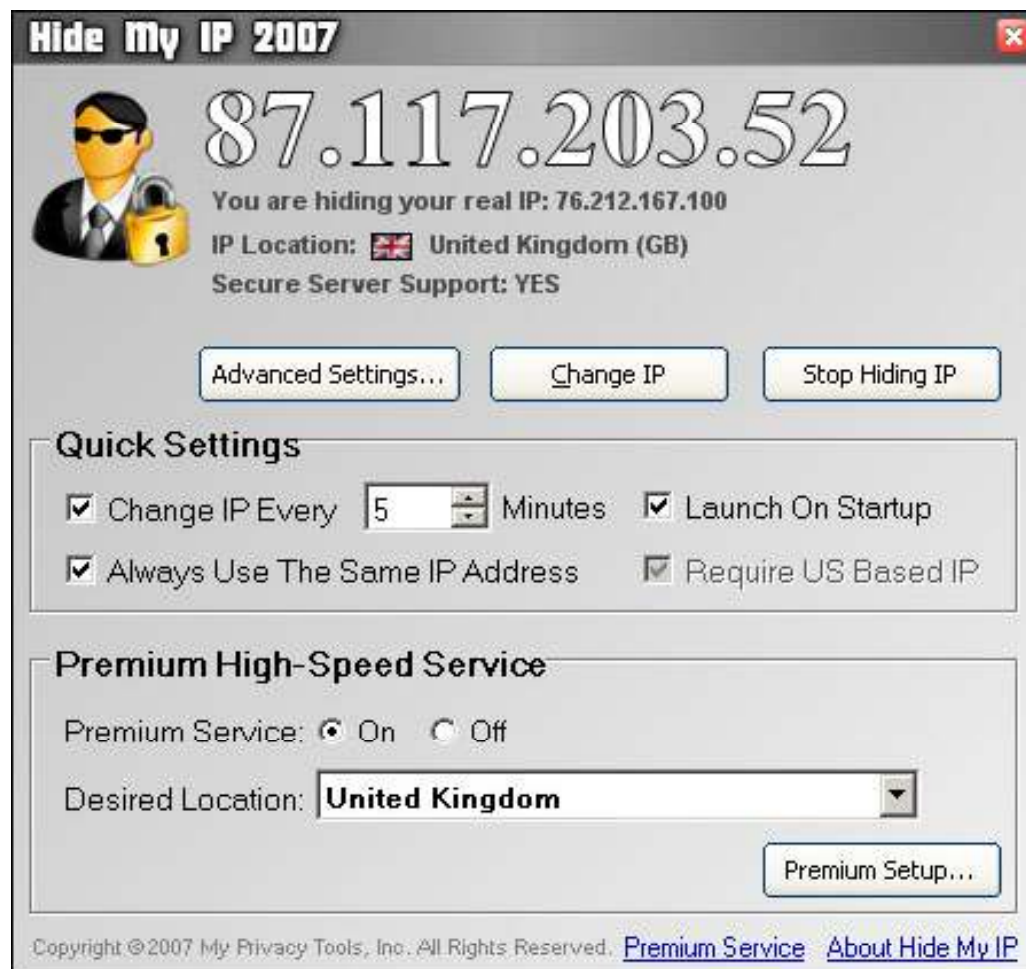 Hide My IP 2007
87.117.203.52
You are hiding your real IP: 76.212.167.100
IP Location: United Kingdom (GB)
Secure Server Support: YES
Advanced Settings... Change IP Stop Hiding IP
Quick Settings
Change IP Every 5 Minutes Launch On Startup
Always Use The Same IP Address Require US Based IP
Premium High-Speed Service
Premium Service: On Off
Desired Location: United Kingdom
Premium Setup...
Copyright ©2007 My Privacy Tools, Inc. All Rights Reserved. Premium Service About Hide My IP